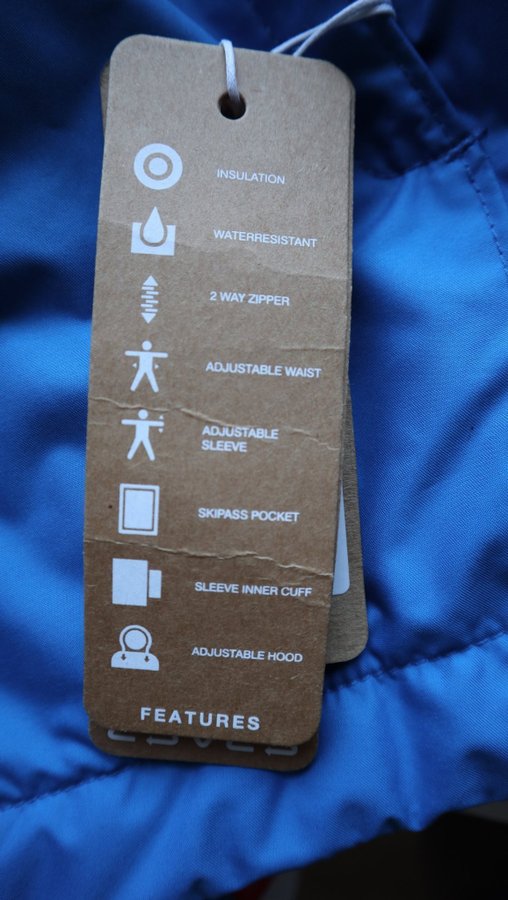 INSULATION
WATERRESISTANT
2 WAY ZIPPER
ADJUSTABLE WAIST
ADJUSTABLE
SLEEVE
SKIPASS POCKET
SLEEVE INNER CUFF
ADJUSTABLE HOOD
FEATURES